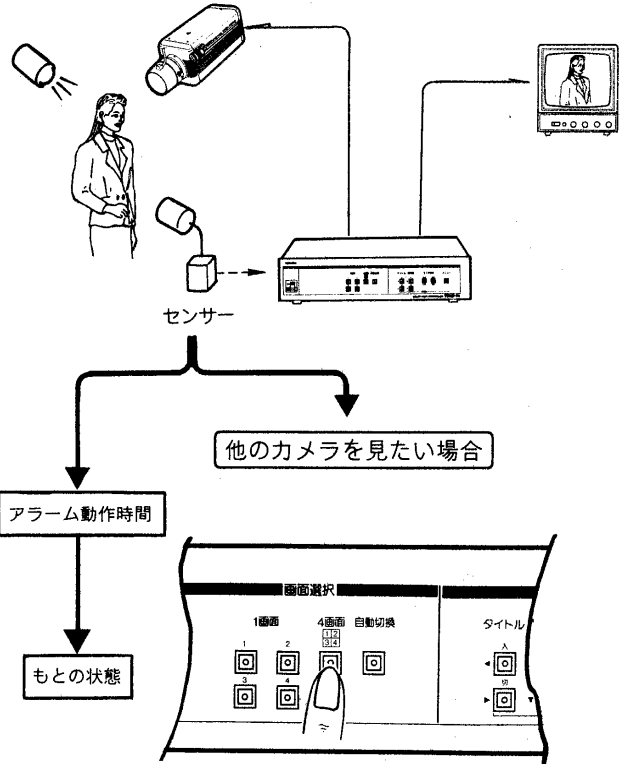 センサー
他のカメラを見たい場合
アラーム動作時間
もとの状態
画面選択
1画面 4画面 自動切換
1 2
3 4
1 2
3 4
タイトル
入
切